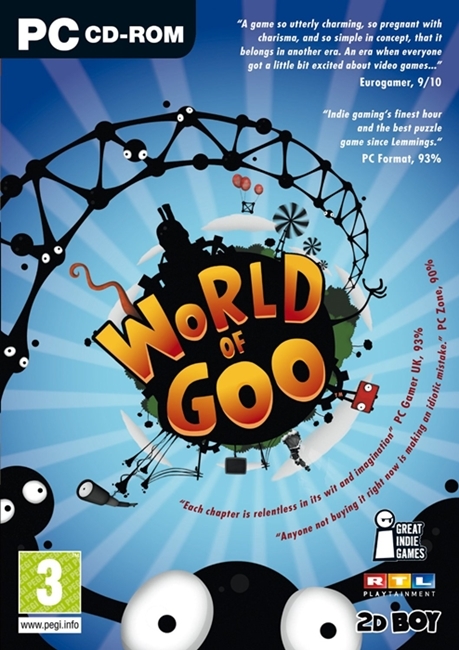 PC CD-ROM
"A game so utterly charming, so pregnant with
charisma, and so simple in concept, that it
belongs in another era. An era when everyone
got a little bit excited about video games..."
Eurogamer, 9/10
"Indie gaming's finest hour
and the best puzzle
game since Lemmings."
PC Format, 93%
WORLD
OF
GOO
"Each chapter is relentless in its wit and imagination" PC Gamer UK, 93%
"Anyone not buying it right now is making an idiotic mistake." PC Zone, 90%
GREAT
INDIE
GAMES
3
www.pegi.info
RTL
PLAYTAINMENT
2D BOY